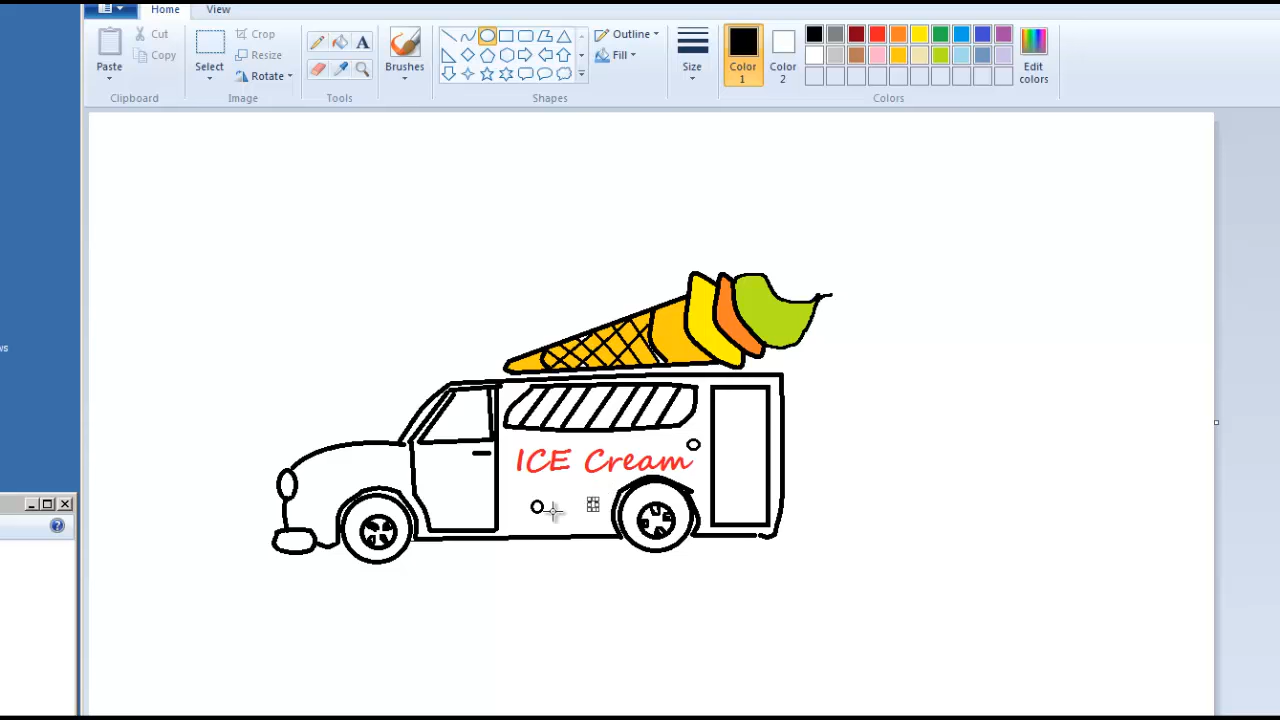 Home View
Cut
Copy
Paste
Clipboard
Crop
Resize
Rotate
Select
Image
A
Tools
Brushes
Outline
Fill
Shapes
Size
Color
1
Color
2
Edit
colors
Colors
ICE Cream
ws
?